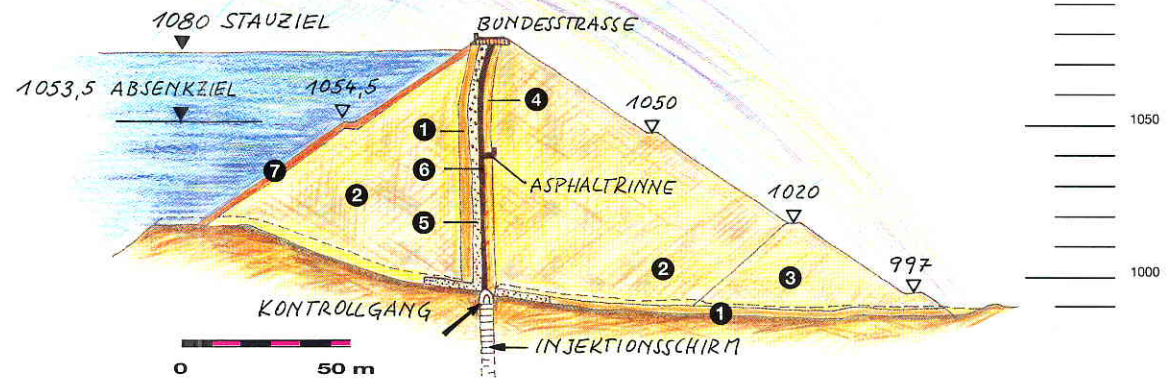 1080 STAUZIEL
BUNDESSTRASSE
1053,5 ABSENKZIEL
1054,5
4
1050
1050
1
6
ASPHALTRINNE
7
2
1020
5
2
3
997
1000
KONTROLLGANG
1
INJEKTIONSSCHIRM
0
50 m